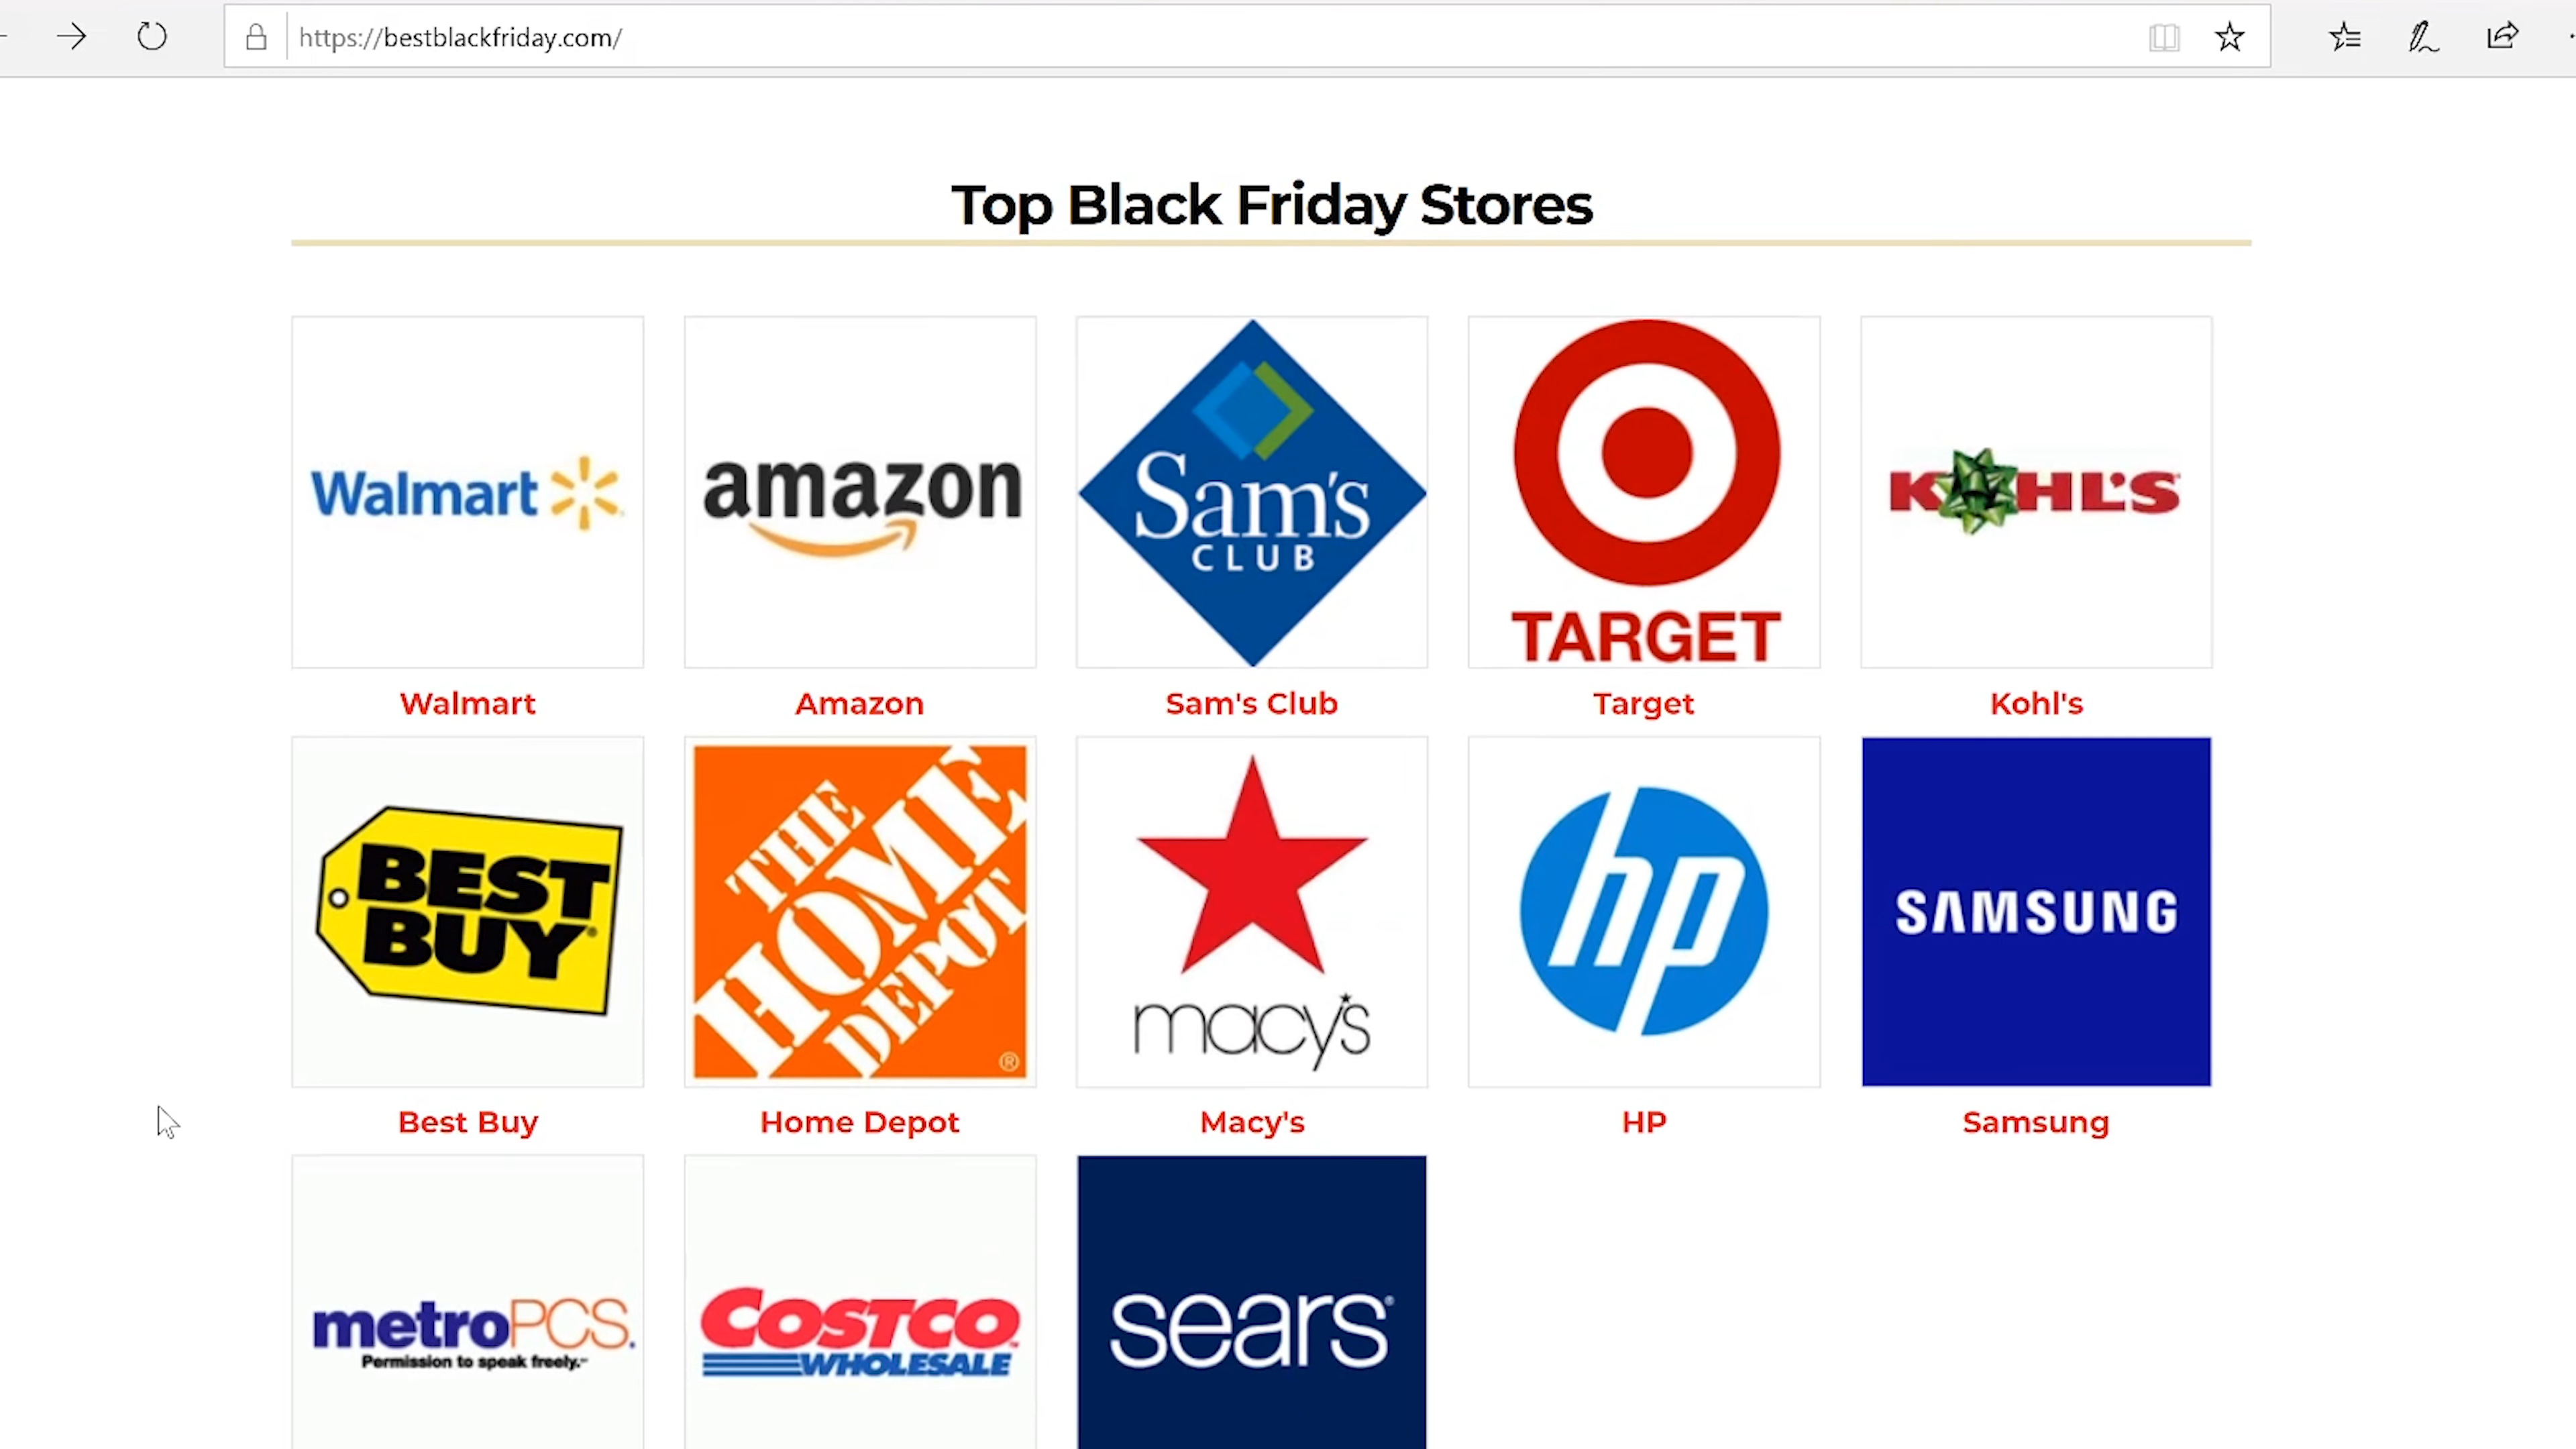 https://bestblackfriday.com/
Top Black Friday Stores
Walmart
amazon
Sam's
CLUB
TARGET
KOHL'S
Walmart
Amazon
Sam's Club
Target
Kohl's
BEST
BUY
THE
HOME
DEPOT
®
macy's
hp
SAMSUNG
Best Buy
Home Depot
Macy's
HP
Samsung
metroPCS.
Permission to speak freely.
COSTCO
WHOLESALE
sears